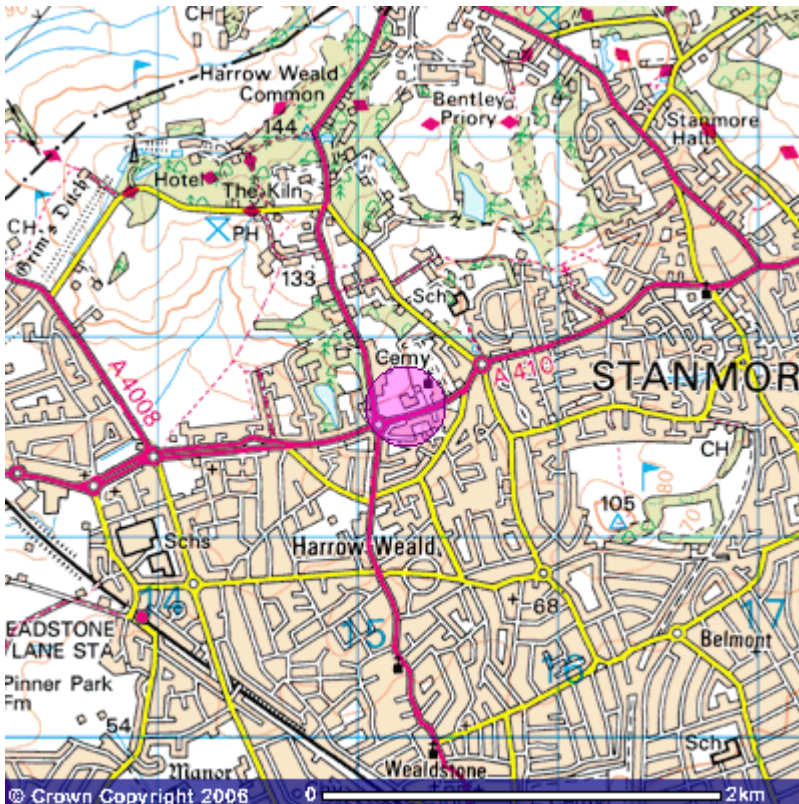 CH
Harrow Weald
Common
144
Bentley
Priory
Stanmore
Hall
Hotel
The Kiln
CH
Grim's Dyck
PH
133
Sch
Cemy
A 4008
A 410
STANMOR
CH
105
80
70
Schs
Harrow Weald
14
68
15
16
17
EADSTONE
LANE STA
Belmont
Pinner Park
Fm
54
Manor
Sch
Wealdstone
© Crown Copyright 2006
0
2km